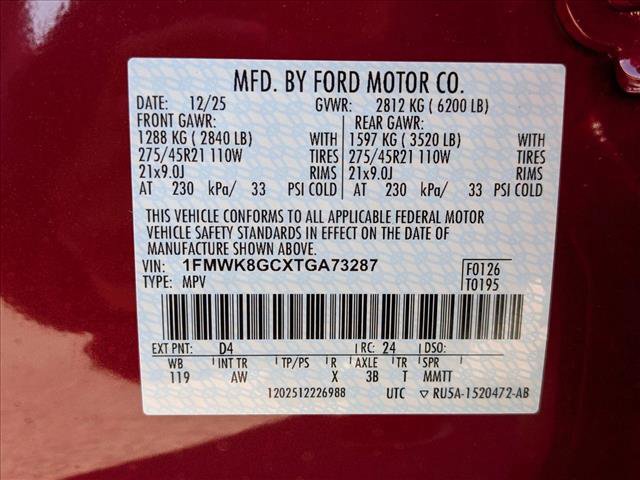 MFD. BY FORD MOTOR CO.
DATE: 12/25 GVWR: 2812 KG ( 6200 LB)
FRONT GAWR: REAR GAWR:
1288 KG ( 2840 LB) WITH 1597 KG ( 3520 LB) WITH
275/45R21 110W TIRES 275/45R21 110W TIRES
21x9.0J RIMS 21x9.0J RIMS
AT 230 kPa/ 33 PSI COLD AT 230 kPa/ 33 PSI COLD
THIS VEHICLE CONFORMS TO ALL APPLICABLE FEDERAL MOTOR
VEHICLE SAFETY STANDARDS IN EFFECT ON THE DATE OF
MANUFACTURE SHOWN ABOVE.
VIN: 1FMWK8GCXTGA73287 F0126
TYPE: MPV T0195
EXT PNT: D4 RC: 24 DSO:
WB INT TR TP/PS R AXLE TR SPR
119 AW X 3B T MMTT
1202512226988 UTC ▽ RU5A-1520472-AB